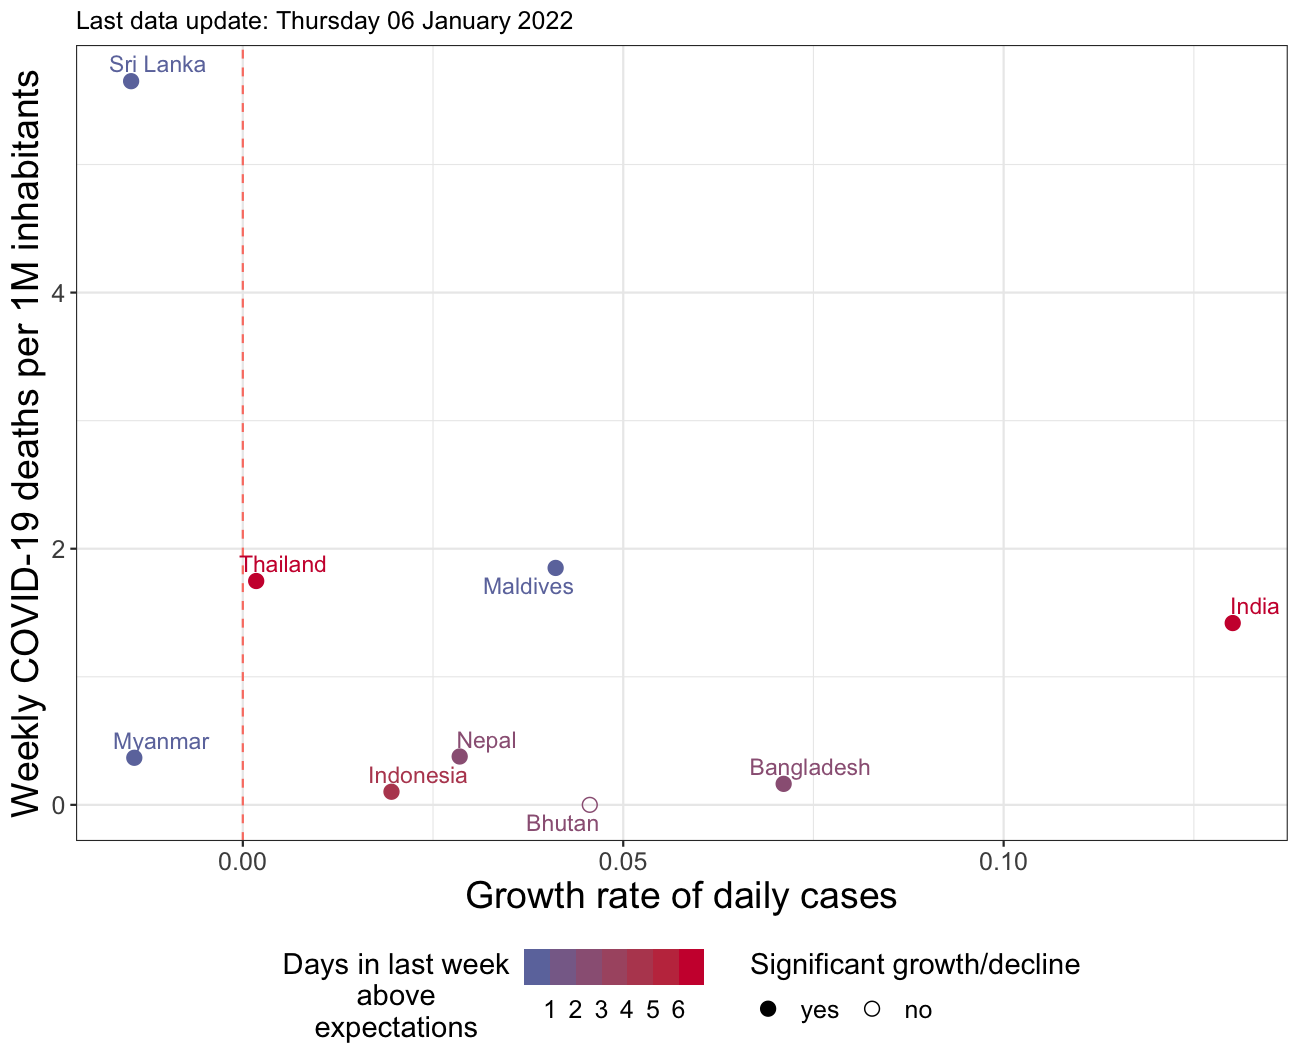 Last data update: Thursday 06 January 2022
Weekly COVID-19 deaths per 1M inhabitants
Sri Lanka
4
2
Thailand
Maldives
India
Myanmar
Nepal
Indonesia
Bangladesh
0
Bhutan
0.00 0.05 0.10
Growth rate of daily cases
Days in last week
above
expectations
1 2 3 4 5 6
Significant growth/decline
yes no